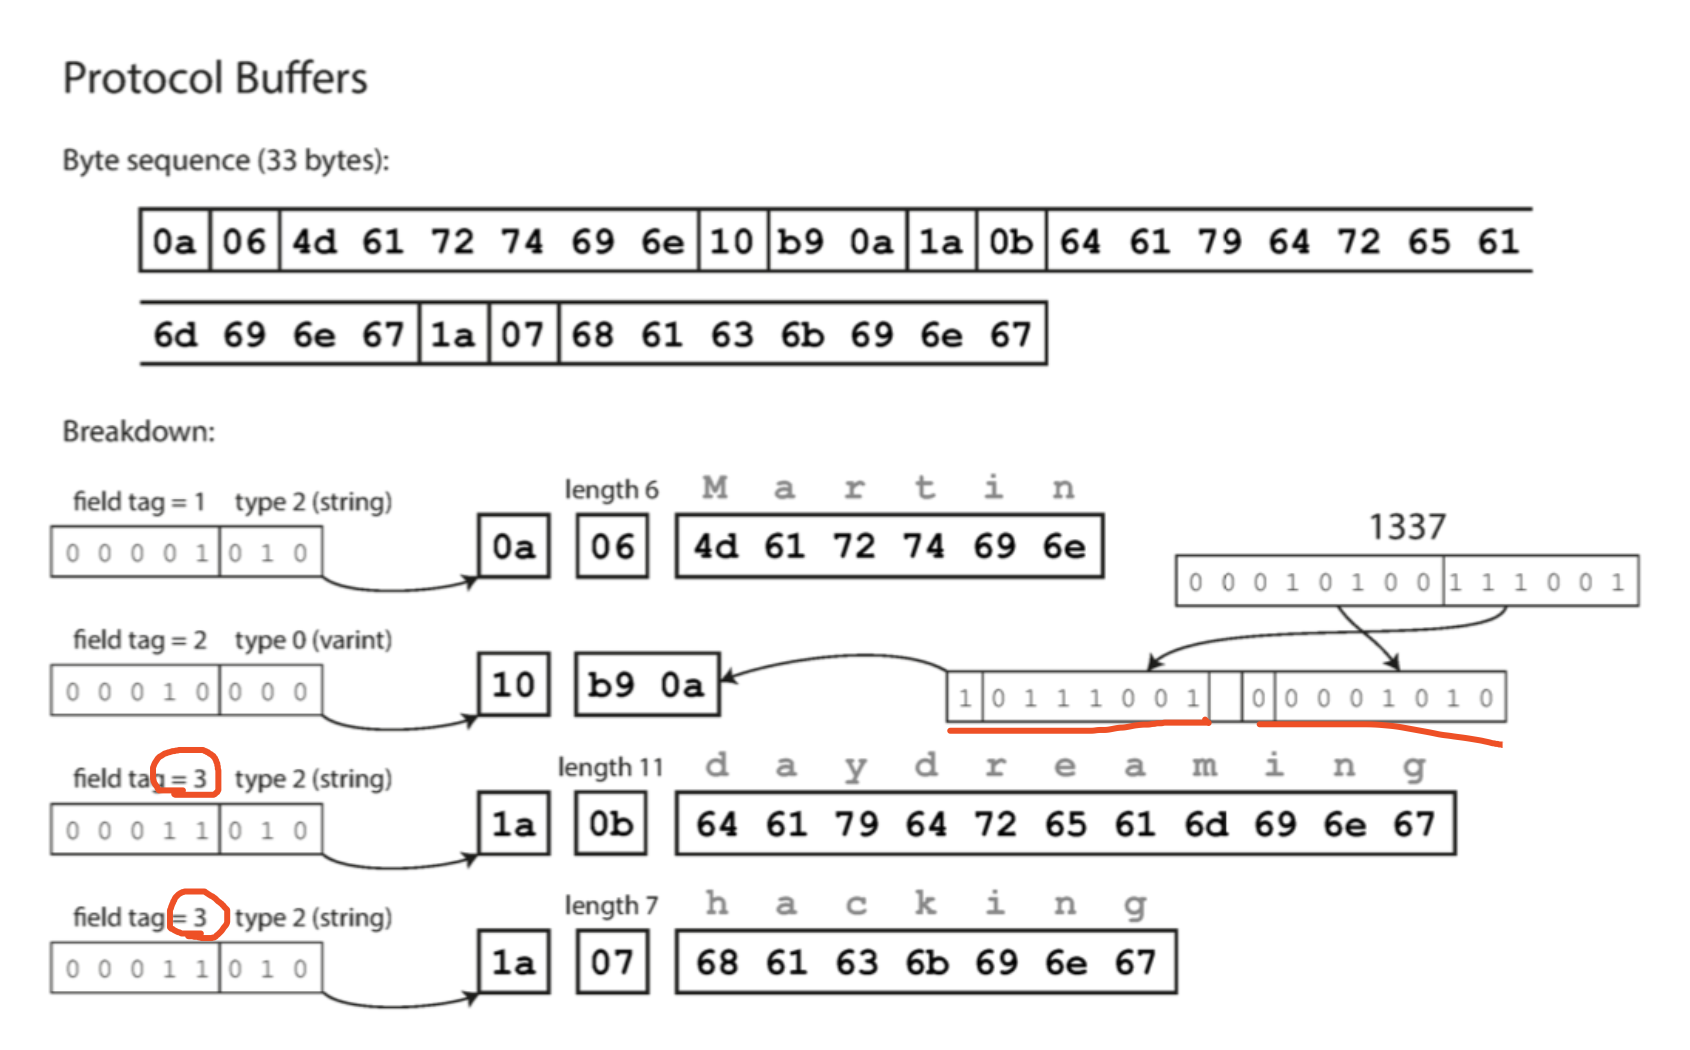 Protocol Buffers
Byte sequence (33 bytes):
0a 06 4d 61 72 74 69 6e 10 b9 0a 1a 0b 64 61 79 64 72 65 61
6d 69 6e 67 1a 07 68 61 63 6b 69 6e 67
Breakdown:
field tag = 1 type 2 (string) length 6 M a r t i n
0 0 0 0 1 0 1 0 0a 06 4d 61 72 74 69 6e
1337
0 0 0 1 0 1 0 0 1 1 1 0 0 1
field tag = 2 type 0 (varint)
0 0 0 1 0 0 0 0 10 b9 0a 1 0 1 1 1 0 0 1 0 0 0 0 1 0 1 0
field tag = 3 type 2 (string) length 11 d a y d r e a m i n g
0 0 0 1 1 0 1 0 1a 0b 64 61 79 64 72 65 61 6d 69 6e 67
field tag = 3 type 2 (string) length 7 h a c k i n g
0 0 0 1 1 0 1 0 1a 07 68 61 63 6b 69 6e 67